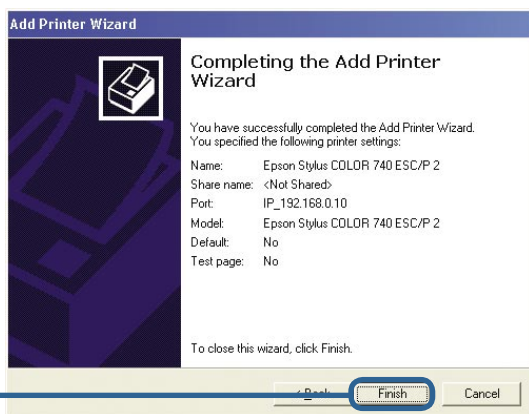 Add Printer Wizard
Completing the Add Printer
Wizard
You have successfully completed the Add Printer Wizard.
You specified the following printer settings:
Name: Epson Stylus COLOR 740 ESC/P 2
Share name: <Not Shared>
Port: IP_192.168.0.10
Model: Epson Stylus COLOR 740 ESC/P 2
Default: No
Test page: No
To close this wizard, click Finish.
< Back Finish Cancel